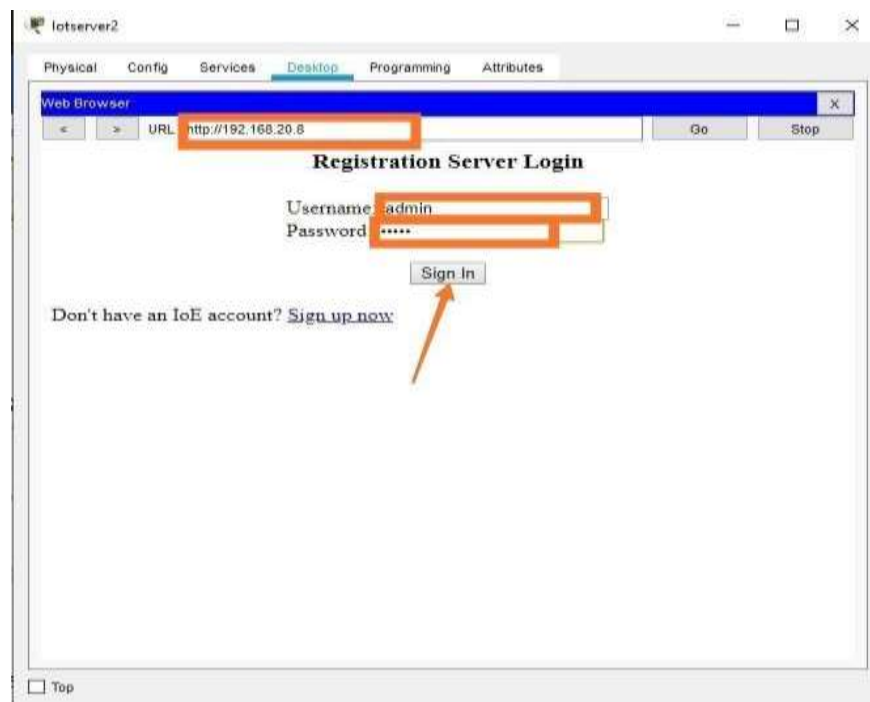 Iotserver2
Physical Config Services Desktop Programming Attributes
Web Browser X
< > URL http://192.168.20.8 Go Stop
Registration Server Login
Username: admin
Password: •••••
Sign In
Don't have an IoE account? Sign up now
Top